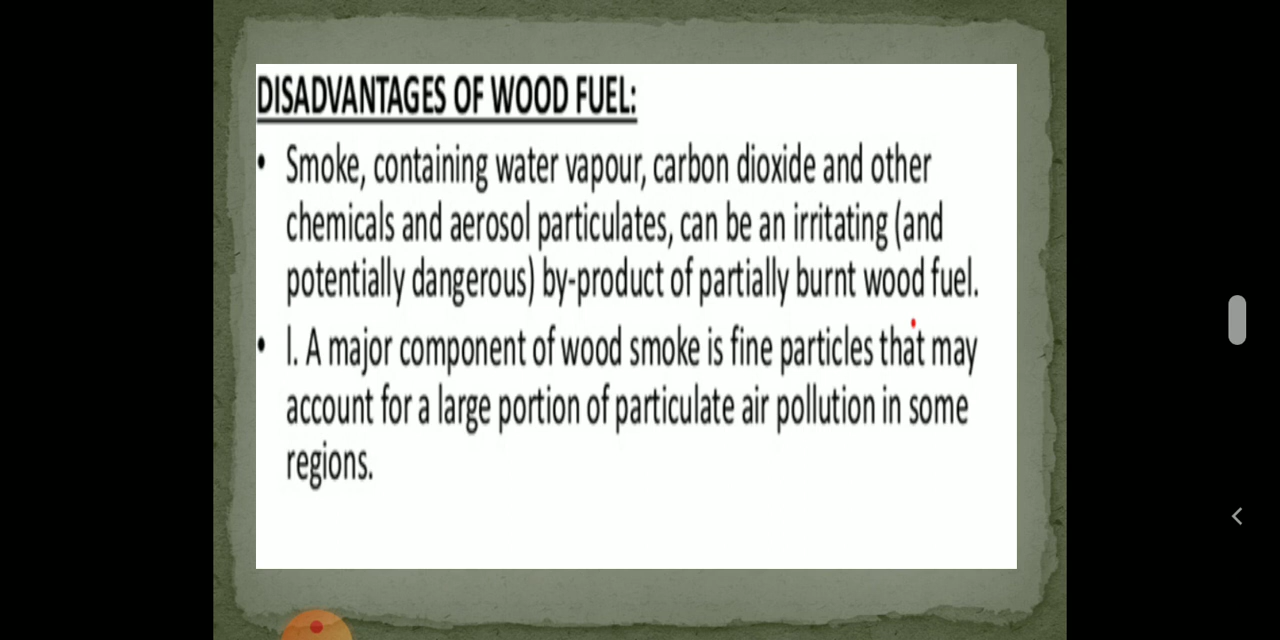 DISADVANTAGES OF WOOD FUEL:
• Smoke, containing water vapour, carbon dioxide and other
chemicals and aerosol particulates, can be an irritating (and
potentially dangerous) by-product of partially burnt wood fuel.
• l. A major component of wood smoke is fine particles that may
account for a large portion of particulate air pollution in some
regions.